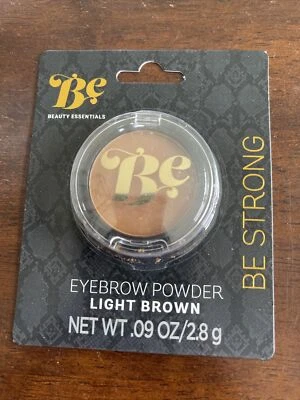 Be
BEAUTY ESSENTIALS
Be
BE STRONG
EYEBROW POWDER
LIGHT BROWN
NET WT .09 OZ/2.8 g